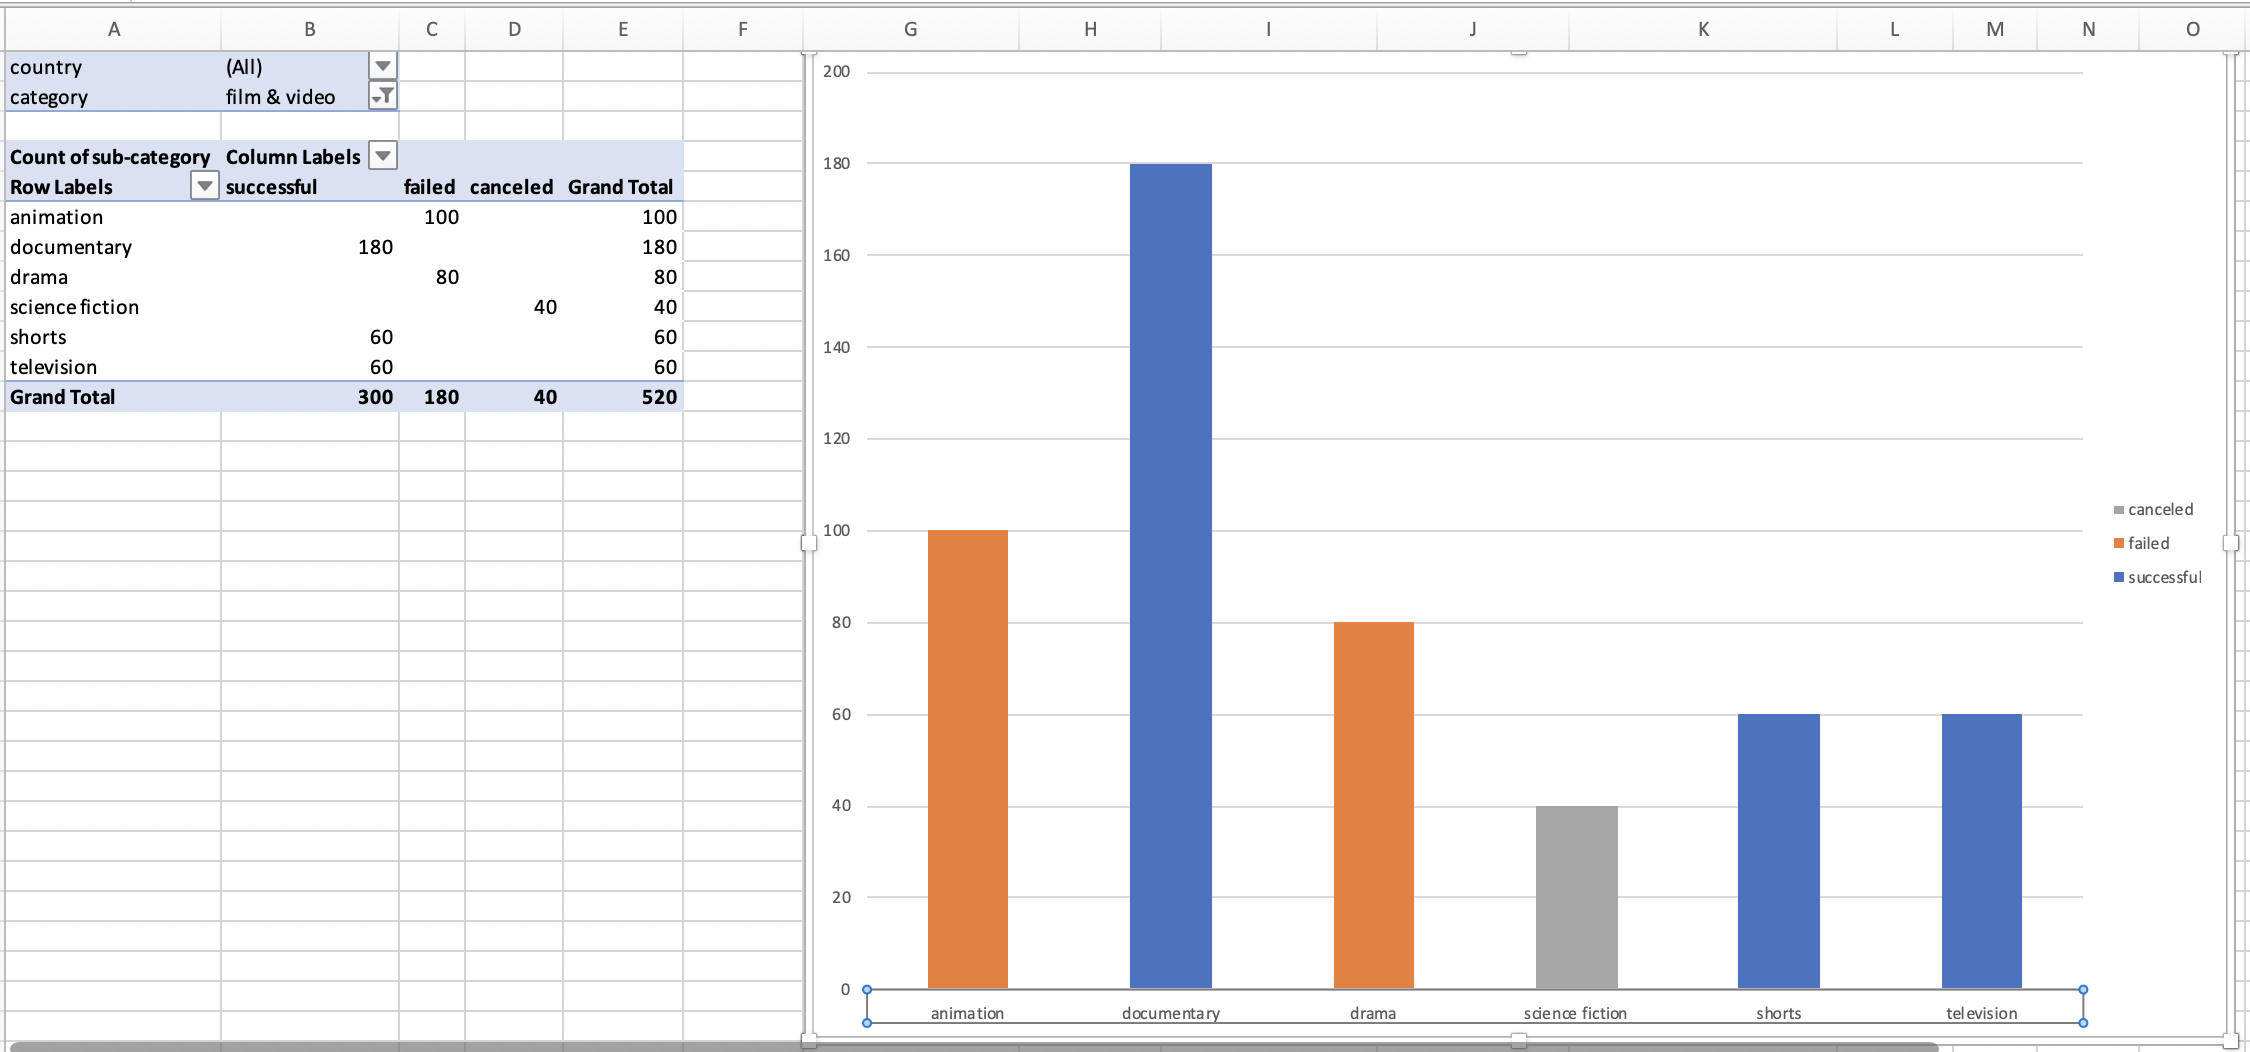 A B C D E F G H I J K L M N O
country (All)
category film & video
Count of sub-category Column Labels
Row Labels successful failed canceled Grand Total
animation 100 100
documentary 180 180
drama 80 80
science fiction 40 40
shorts 60 60
television 60 60
Grand Total 300 180 40 520
200
180
160
140
120
100
80
60
40
20
0
animation documentary drama science fiction shorts television
canceled
failed
successful